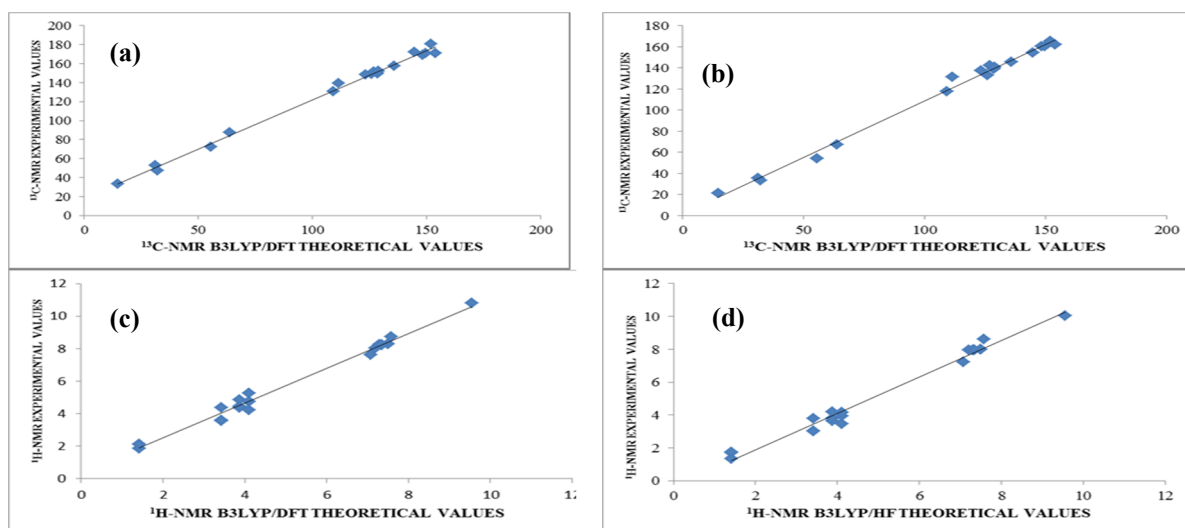 (a)
¹³C-NMR EXPERIMENTAL VALUES
200
180
160
140
120
100
80
60
40
20
0
0 50 100 150 200
¹³C-NMR B3LYP/DFT THEORETICAL VALUES
(b)
¹³C-NMR EXPERIMENTAL VALUES
180
160
140
120
100
80
60
40
20
0
0 50 100 150 200
¹³C-NMR B3LYP/DFT THEORETICAL VALUES
(c)
¹H-NMR EXPERIMENTAL VALUES
12
10
8
6
4
2
0
0 2 4 6 8 10 12
¹H-NMR B3LYP/DFT THEORETICAL VALUES
(d)
¹H-NMR EXPERIMENTAL VALUES
12
10
8
6
4
2
0
0 2 4 6 8 10 12
¹H-NMR B3LYP/HF THEORETICAL VALUES